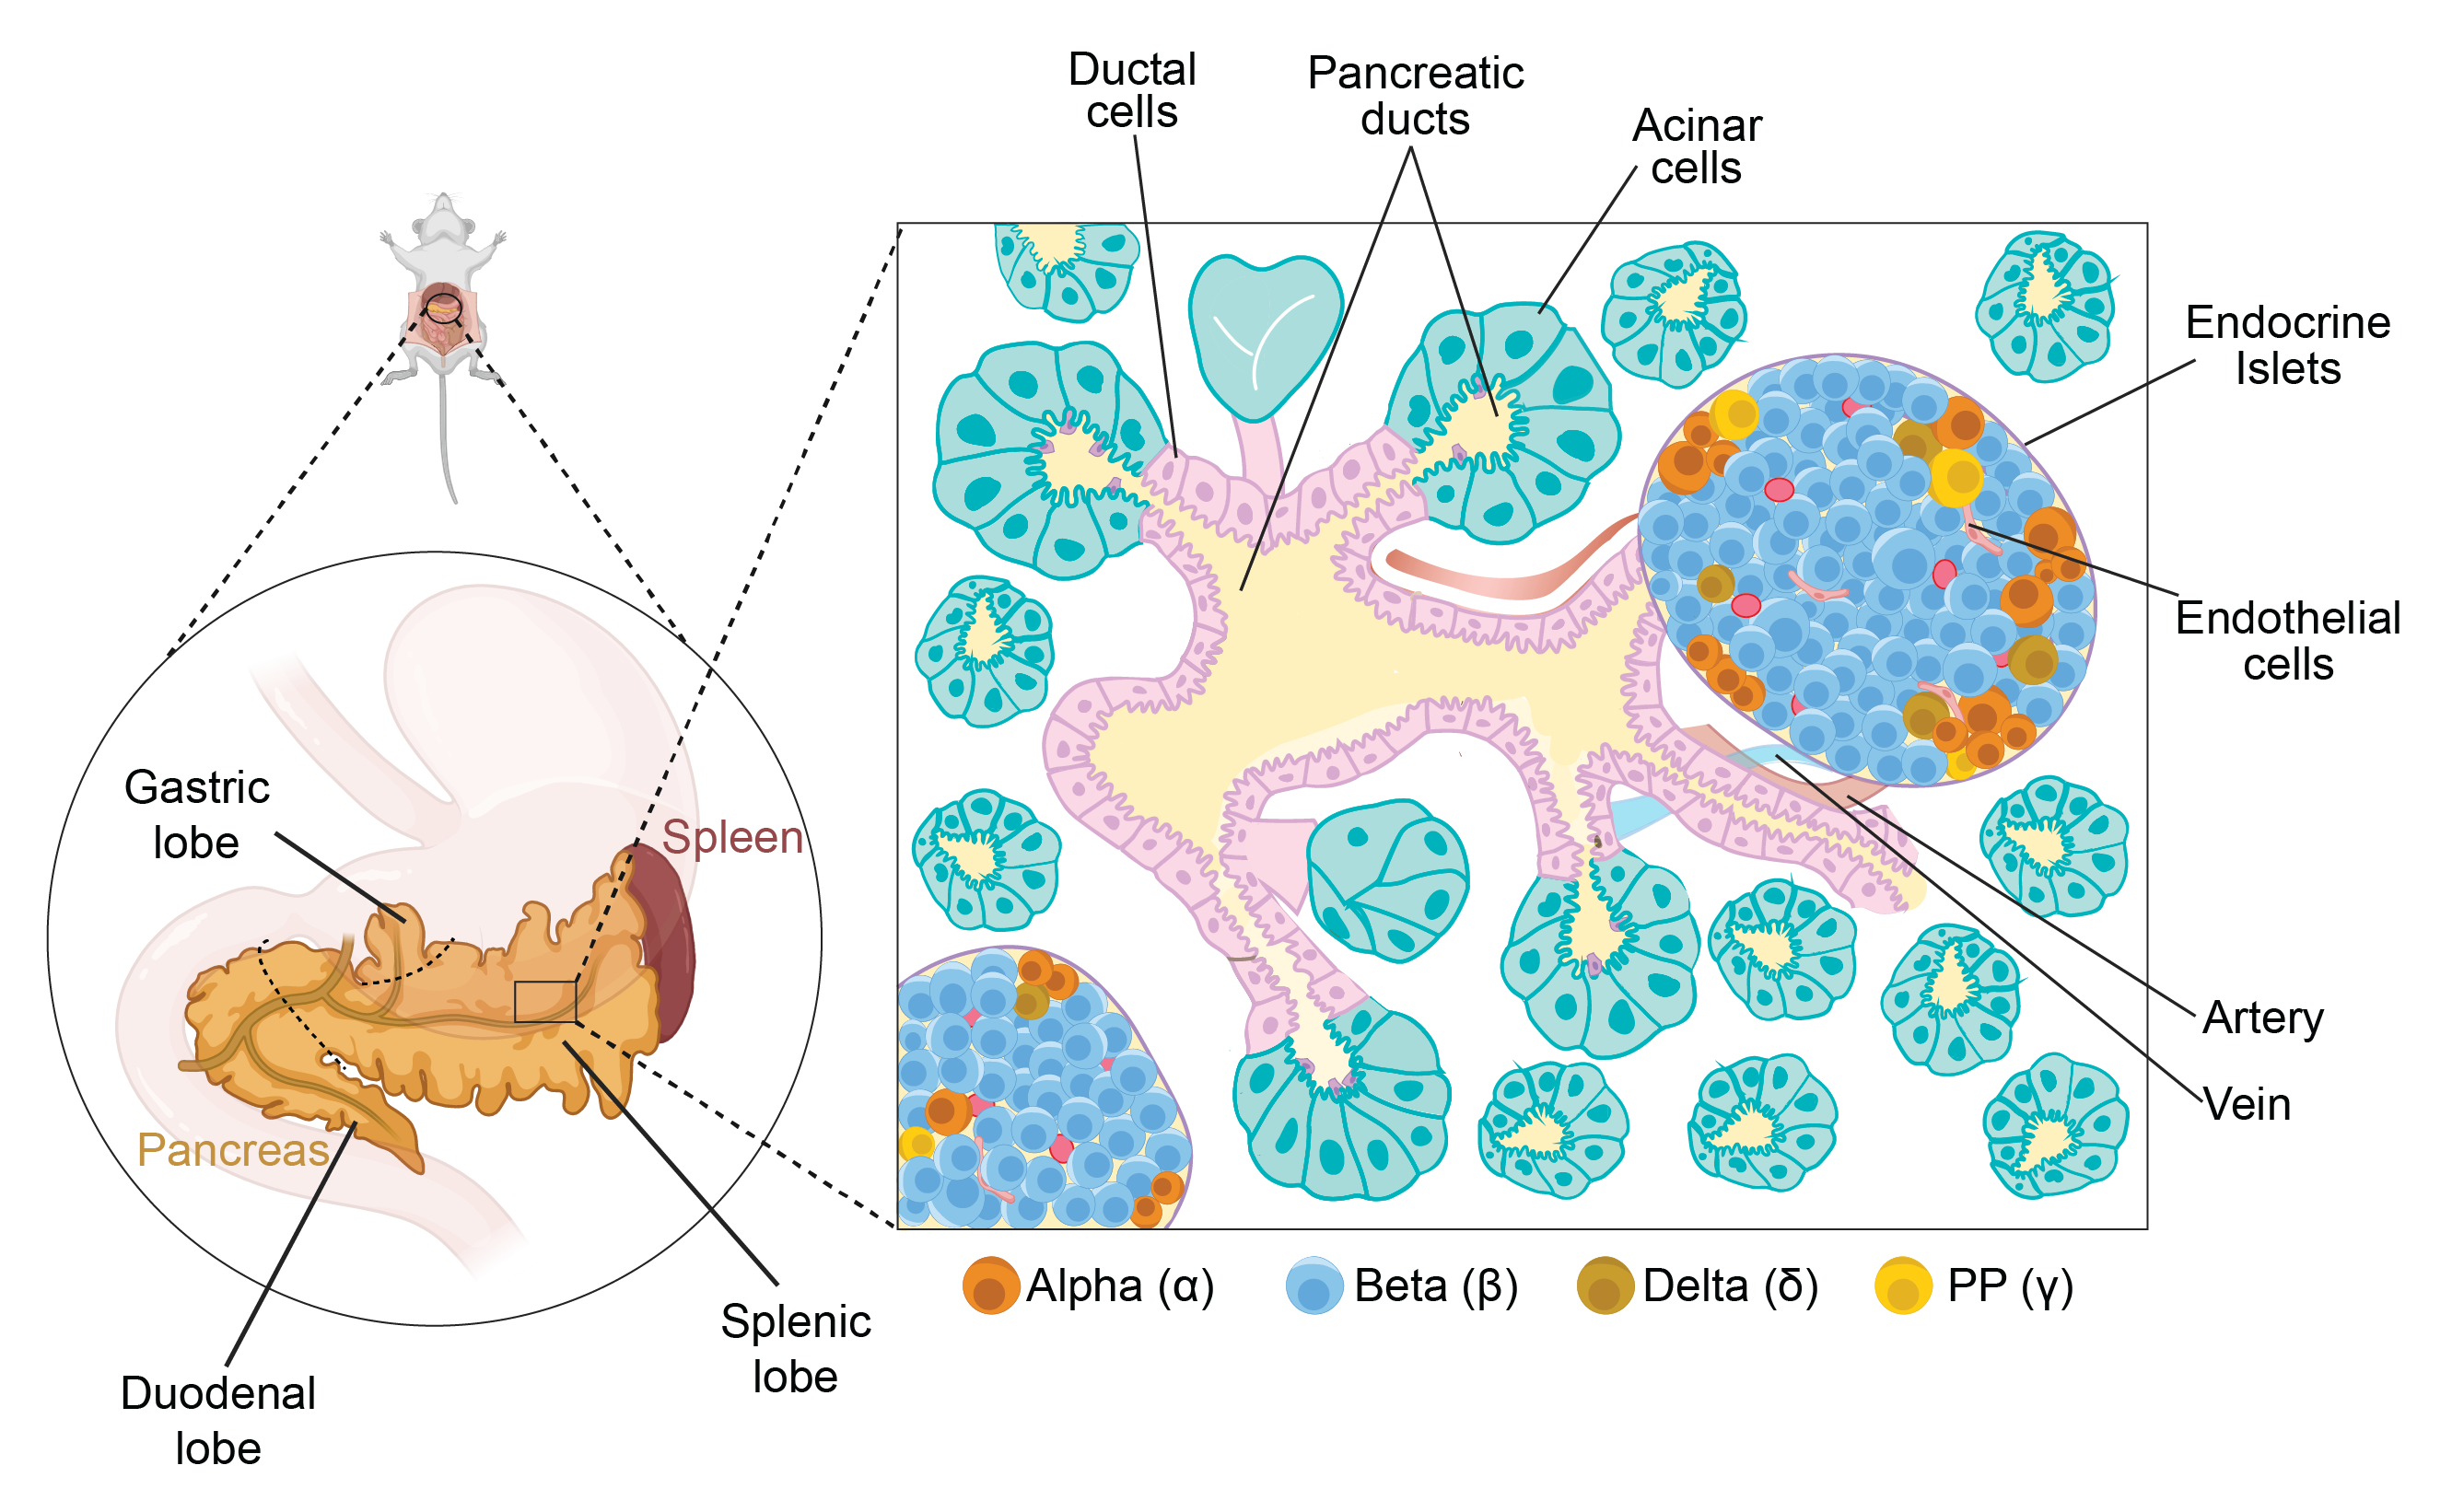 Ductal
cells
Pancreatic
ducts
Acinar
cells
Endocrine
Islets
Endothelial
cells
Gastric
lobe
Spleen
Artery
Vein
Pancreas
Alpha (α)
Beta (β)
Delta (δ)
PP (γ)
Splenic
lobe
Duodenal
lobe